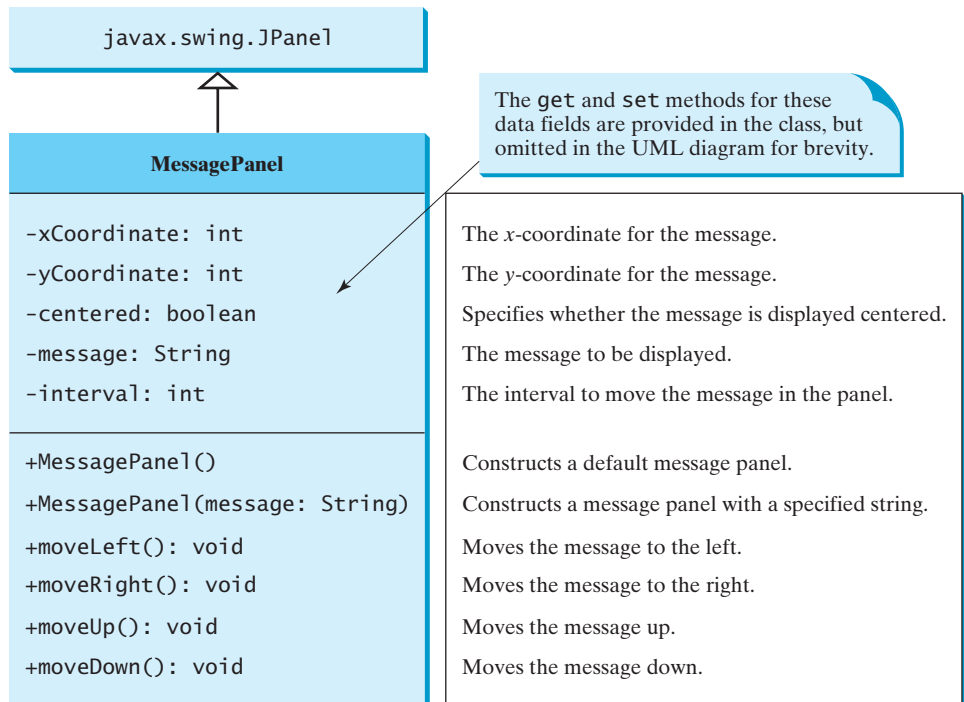 javax.swing.JPanel
The get and set methods for these
data fields are provided in the class, but
omitted in the UML diagram for brevity.
MessagePanel
-xCoordinate: int
The x-coordinate for the message.
-yCoordinate: int
The y-coordinate for the message.
-centered: boolean
Specifies whether the message is displayed centered.
-message: String
The message to be displayed.
-interval: int
The interval to move the message in the panel.
+MessagePanel()
Constructs a default message panel.
+MessagePanel(message: String)
Constructs a message panel with a specified string.
+moveLeft(): void
Moves the message to the left.
+moveRight(): void
Moves the message to the right.
+moveUp(): void
Moves the message up.
+moveDown(): void
Moves the message down.